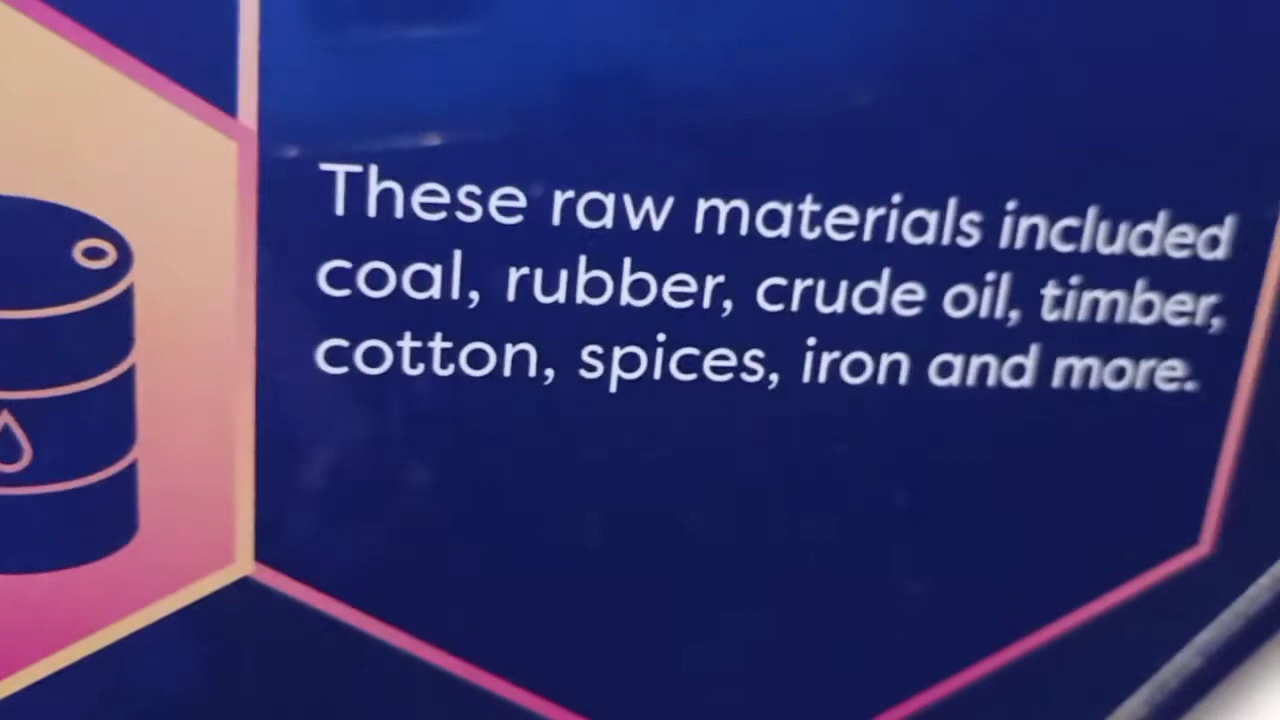 These raw materials included
coal, rubber, crude oil, timber,
cotton, spices, iron and more.